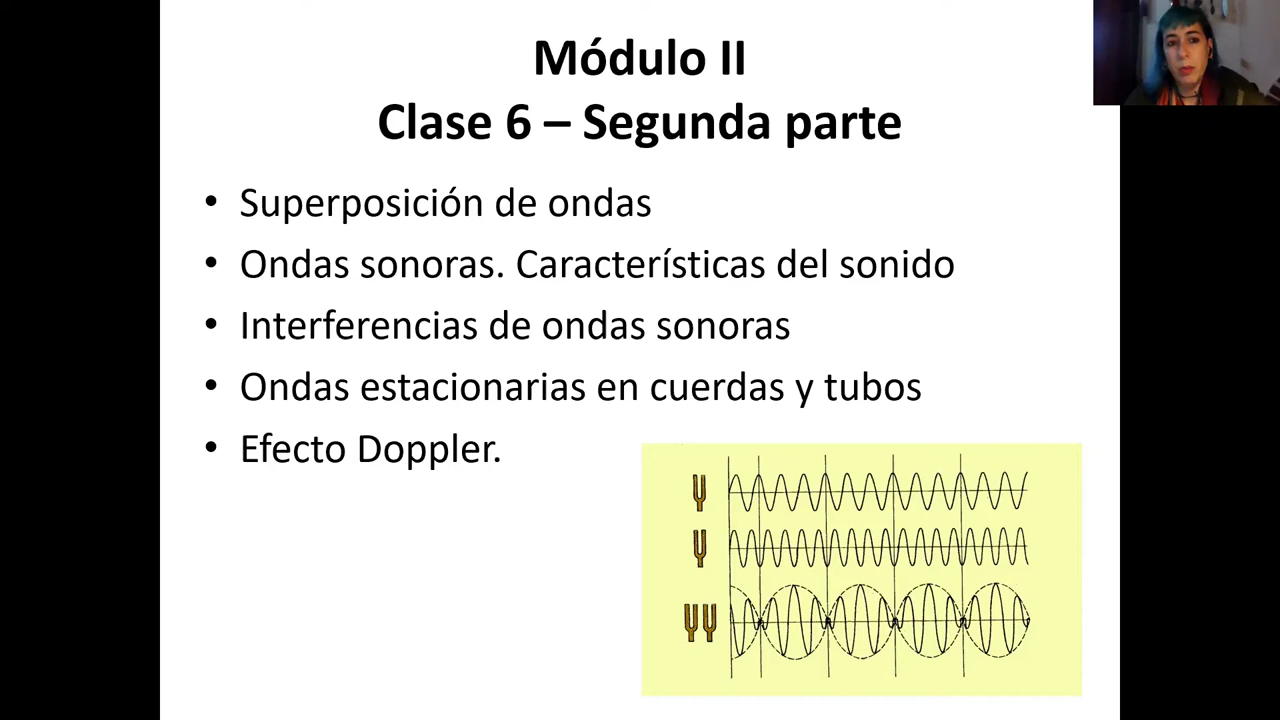 Módulo II
Clase 6 – Segunda parte
• Superposición de ondas
• Ondas sonoras. Características del sonido
• Interferencias de ondas sonoras
• Ondas estacionarias en cuerdas y tubos
• Efecto Doppler.